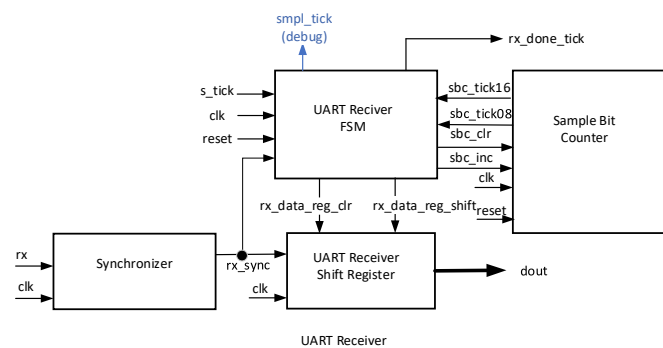 smpl_tick
(debug)
rx_done_tick
s_tick
clk
reset
UART Reciver
FSM
sbc_tick16
sbc_tick08
sbc_clr
sbc_inc
clk
reset
Sample Bit
Counter
rx_data_reg_clr
rx_data_reg_shift
rx
clk
Synchronizer
rx_sync
clk
UART Receiver
Shift Register
dout
UART Receiver